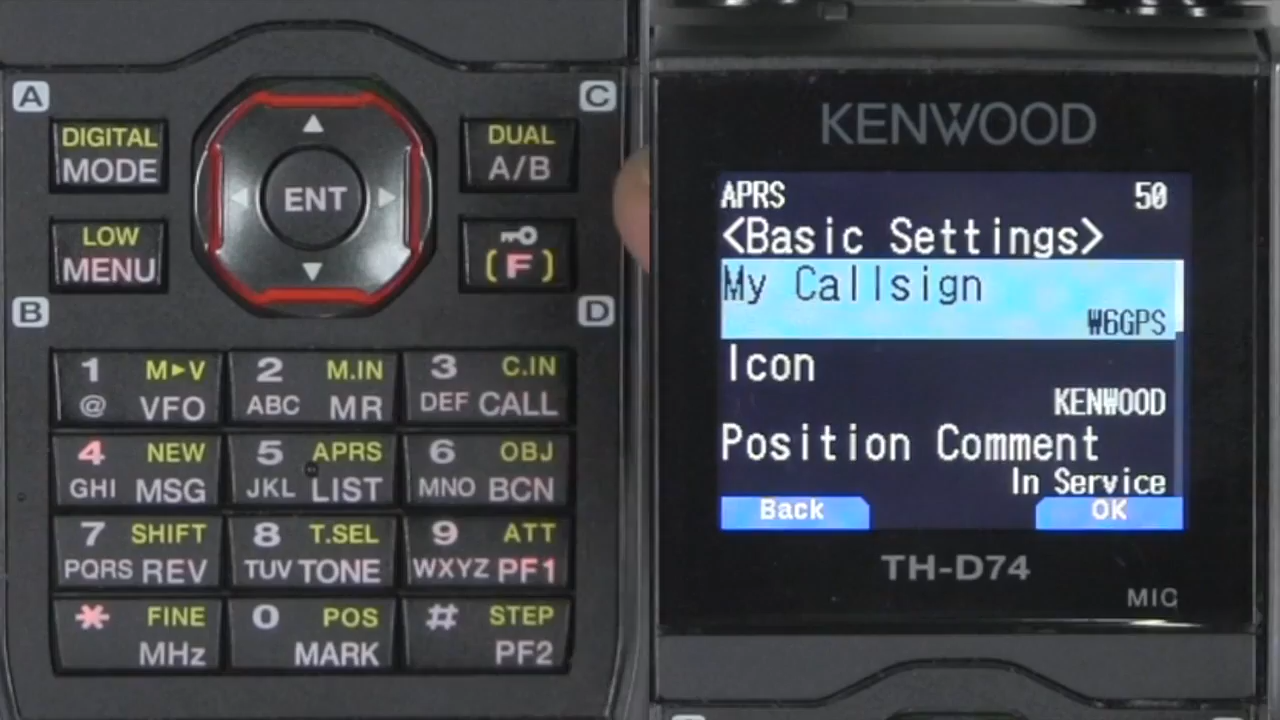 A
C
DIGITAL
MODE
DUAL
A/B
ENT
LOW
MENU
( F )
B
D
1 M►V
@ VFO
2 M.IN
ABC MR
3 C.IN
DEF CALL
4 NEW
GHI MSG
5 APRS
JKL LIST
6 OBJ
MNO BCN
7 SHIFT
PQRS REV
8 T.SEL
TUV TONE
9 ATT
WXYZ PF1
* FINE
MHz
0 POS
MARK
# STEP
PF2
KENWOOD
APRS 50
<Basic Settings>
My Callsign
W6GPS
Icon
KENWOOD
Position Comment
In Service
Back OK
TH-D74
MIC